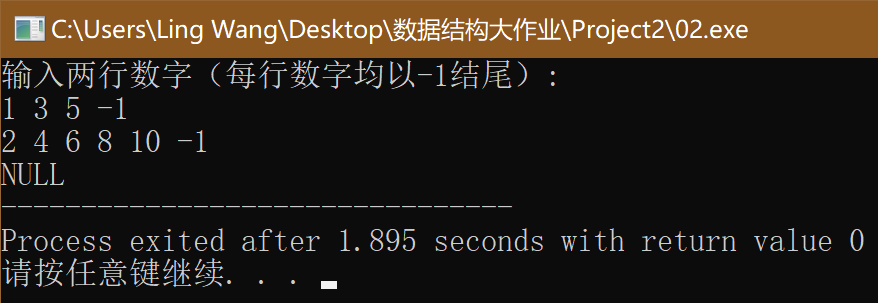 C:\Users\Ling Wang\Desktop\数据结构大作业\Project2\02.exe
输入两行数字（每行数字均以-1结尾）:
1 3 5 -1
2 4 6 8 10 -1
NULL
--------------------------------
Process exited after 1.895 seconds with return value 0
请按任意键继续. . .